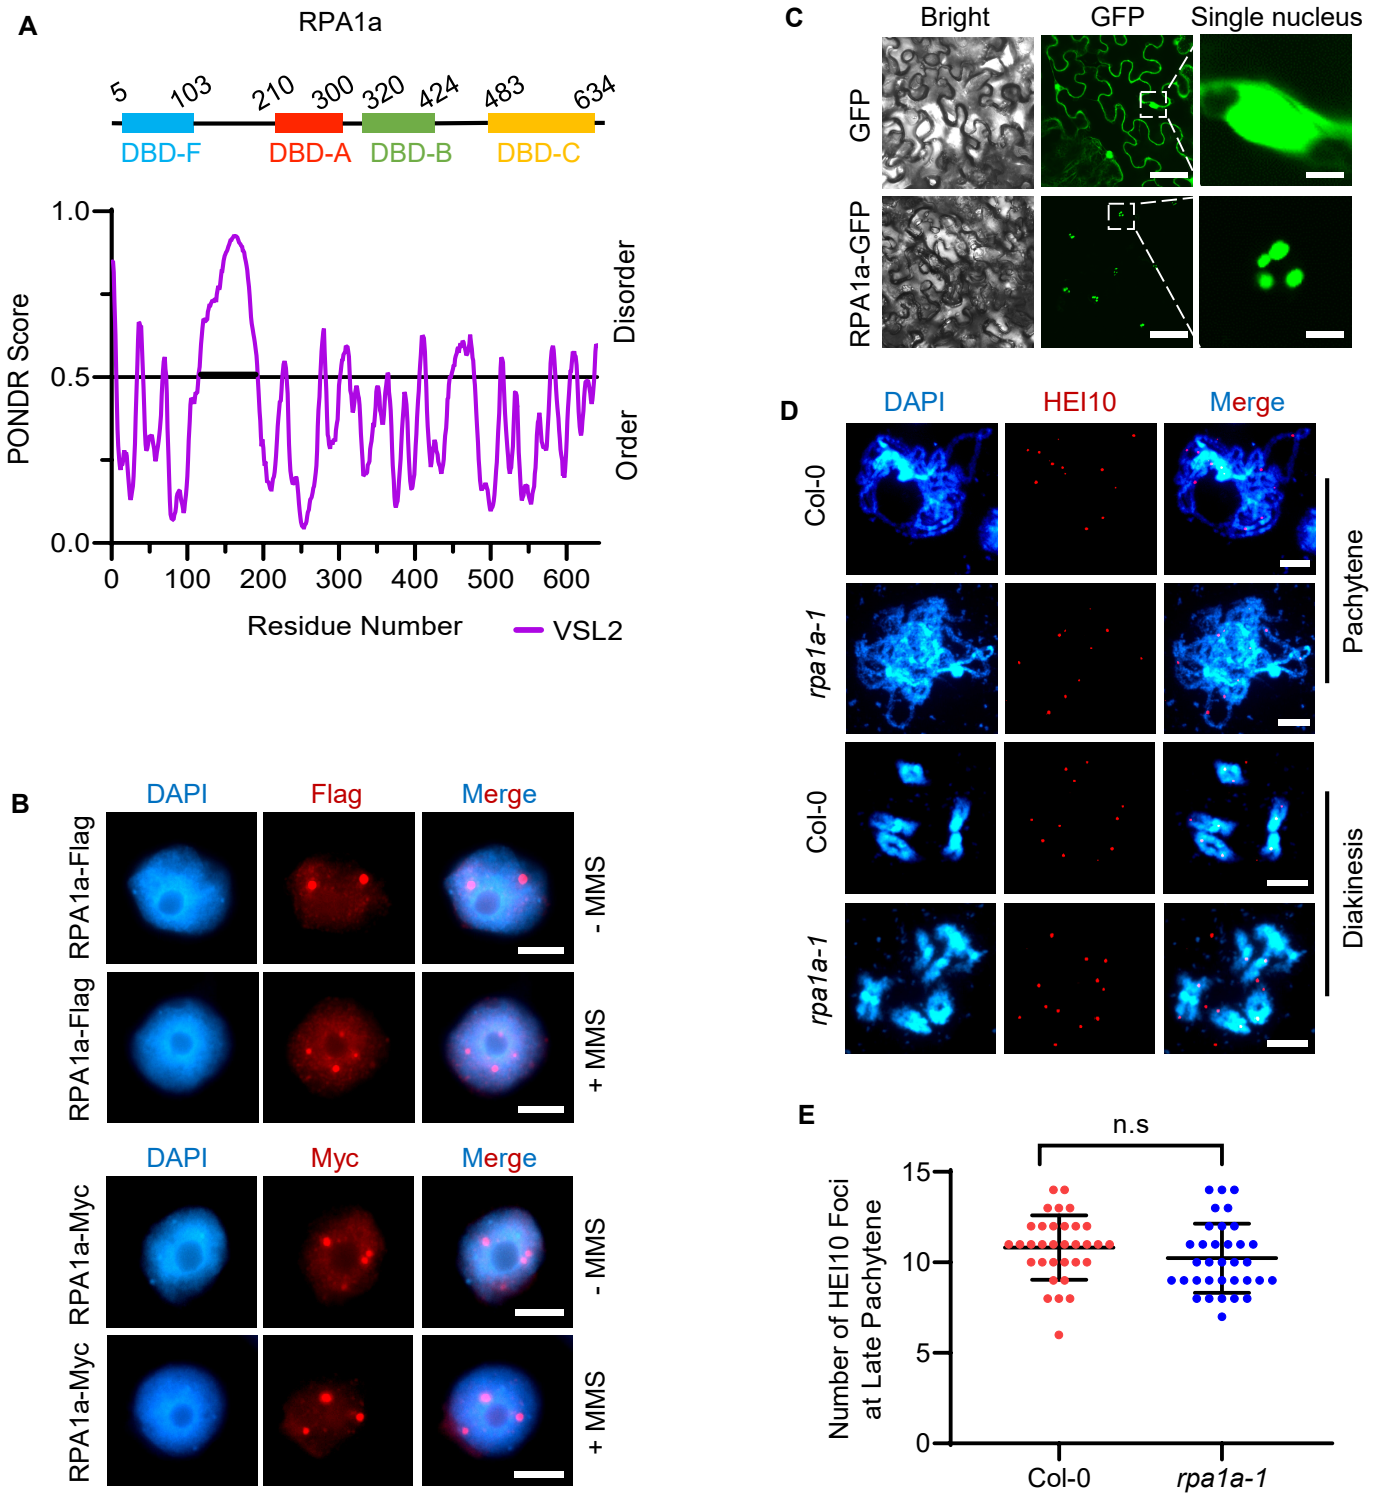 A
RPA1a
5 103 210 300 320 424 483 634
DBD-F DBD-A DBD-B DBD-C
1.0
0.5
0.0
PONDR Score
Disorder
Order
0 100 200 300 400 500 600
Residue Number
VSL2
B
DAPI Flag Merge
RPA1a-Flag
- MMS
RPA1a-Flag
+ MMS
DAPI Myc Merge
RPA1a-Myc
- MMS
RPA1a-Myc
+ MMS
C
Bright GFP Single nucleus
GFP
RPA1a-GFP
D
DAPI HEI10 Merge
Col-0
rpa1a-1
Pachytene
Col-0
rpa1a-1
Diakinesis
E
n.s
15
10
5
0
Number of HEI10 Foci
at Late Pachytene
Col-0 rpa1a-1